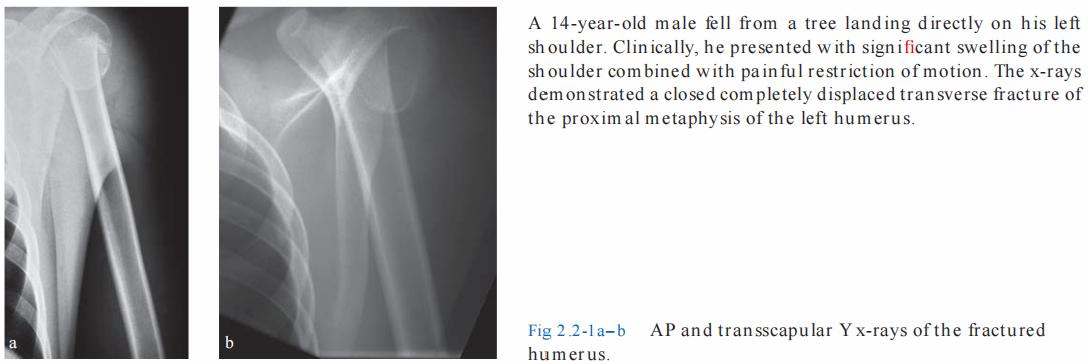 A 14-year-old male fell from a tree landing directly on his left
shoulder. Clinically, he presented with significant swelling of the
shoulder combined with painful restriction of motion. The x-rays
demonstrated a closed completely displaced transverse fracture of
the proximal metaphysis of the left humerus.
a
b
Fig 2.2-1a–b AP and transscapular Y x-rays of the fractured
humerus.